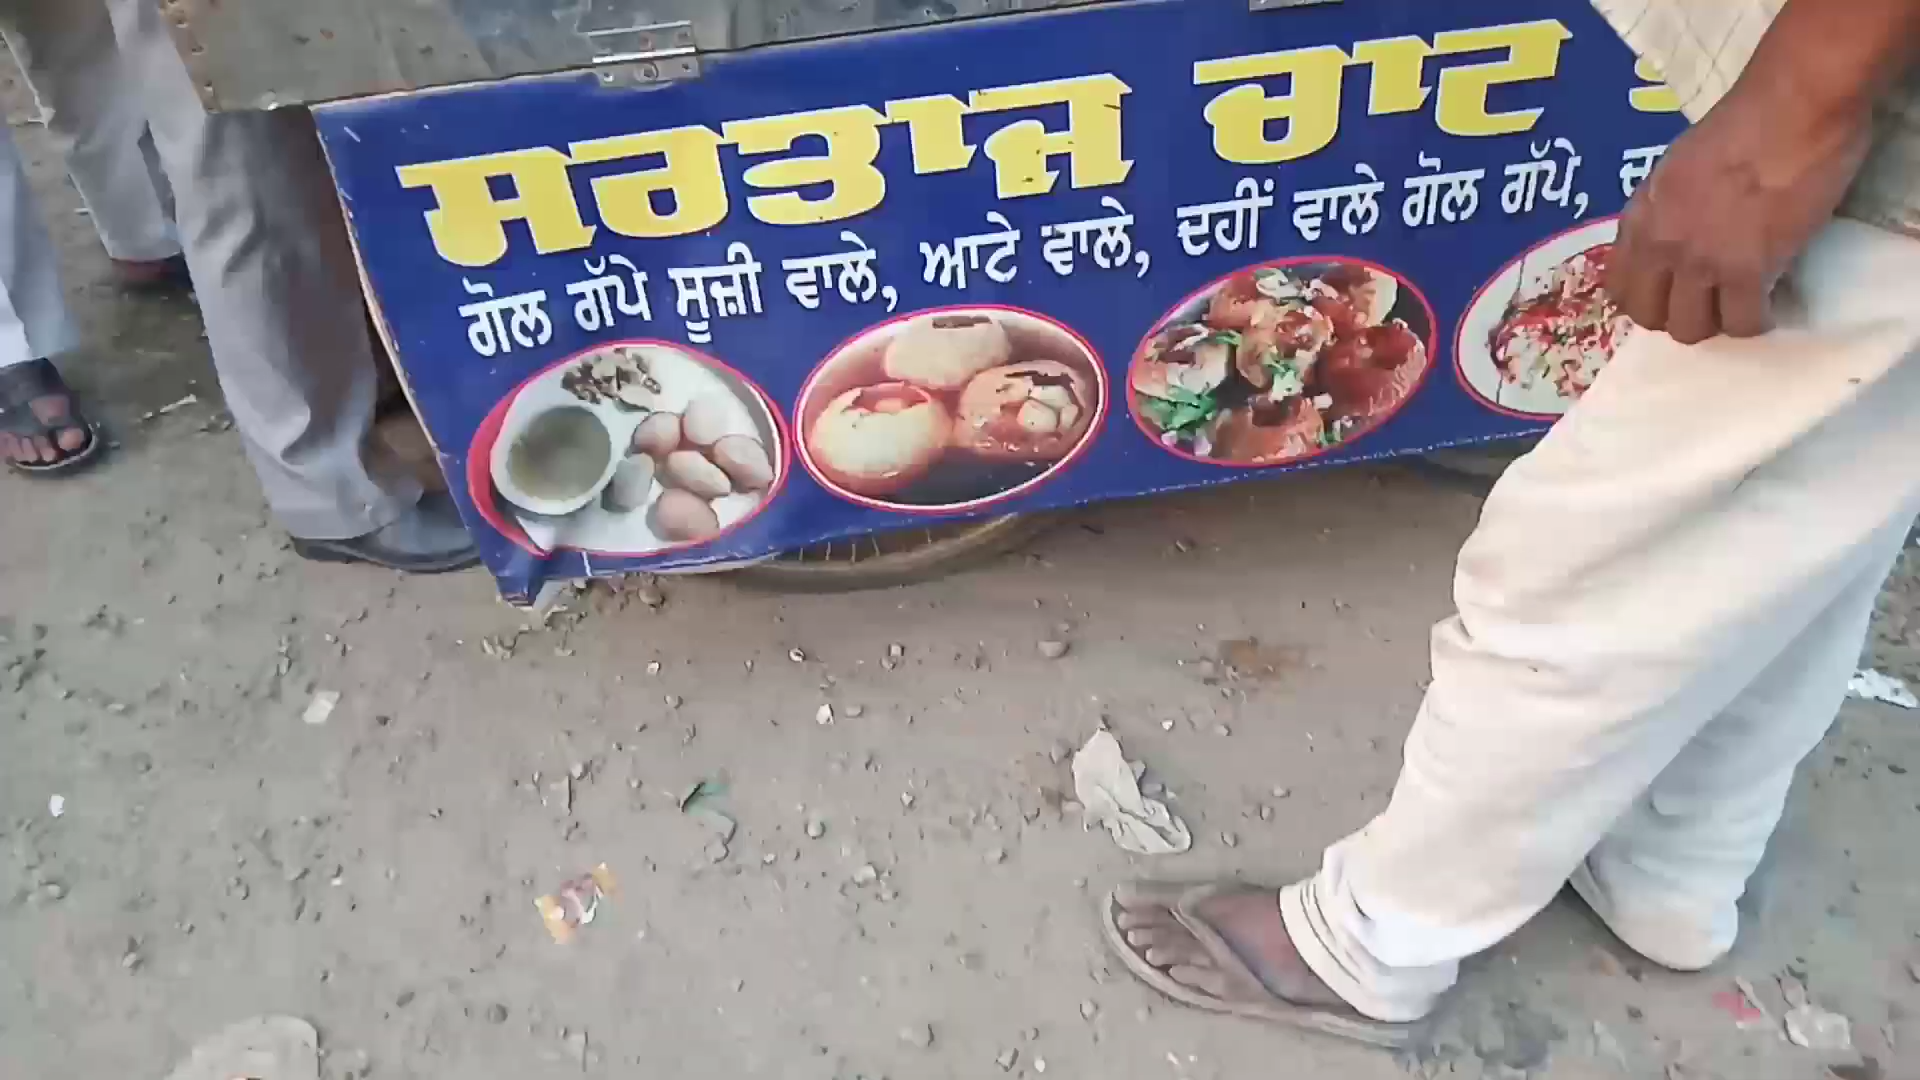 ਸਰਤਾਜ ਚਾਟ
ਗੋਲ ਗੱਪੇ ਸੂਜ਼ੀ ਵਾਲੇ, ਆਟੇ ਵਾਲੇ, ਦਹੀਂ ਵਾਲੇ ਗੋਲ ਗੱਪੇ,